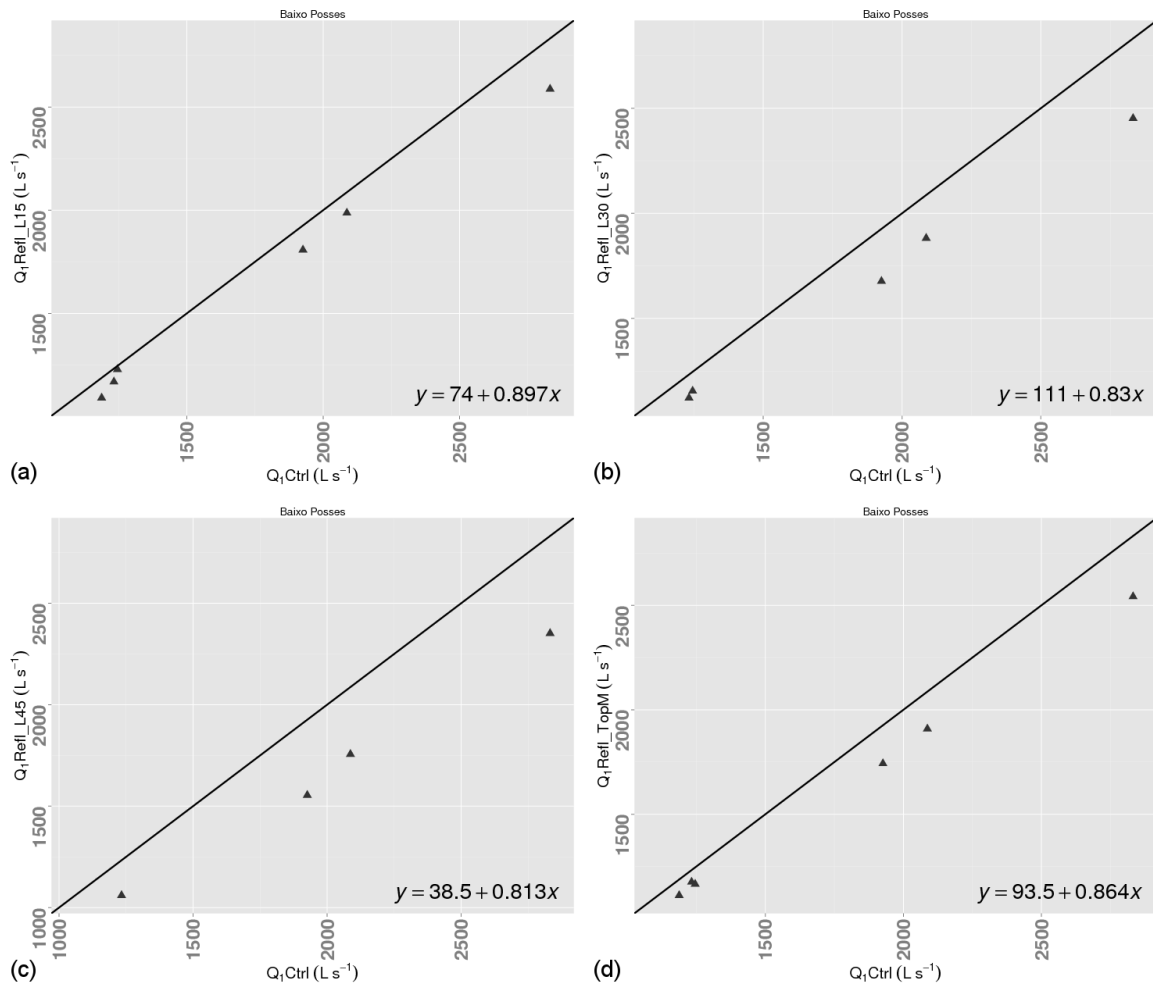 Baixo Posses
2500
2000
1500
Q₁Refl_L15 (L s⁻¹)
y = 74 + 0.897x
1500
2000
2500
(a)
Q₁Ctrl (L s⁻¹)
Baixo Posses
2500
2000
1500
Q₁Refl_L30 (L s⁻¹)
y = 111 + 0.83x
1500
2000
2500
(b)
Q₁Ctrl (L s⁻¹)
Baixo Posses
2500
2000
1500
1000
Q₁Refl_L45 (L s⁻¹)
y = 38.5 + 0.813x
1000
1500
2000
2500
(c)
Q₁Ctrl (L s⁻¹)
Baixo Posses
2500
2000
1500
Q₁Refl_TopM (L s⁻¹)
y = 93.5 + 0.864x
1500
2000
2500
(d)
Q₁Ctrl (L s⁻¹)